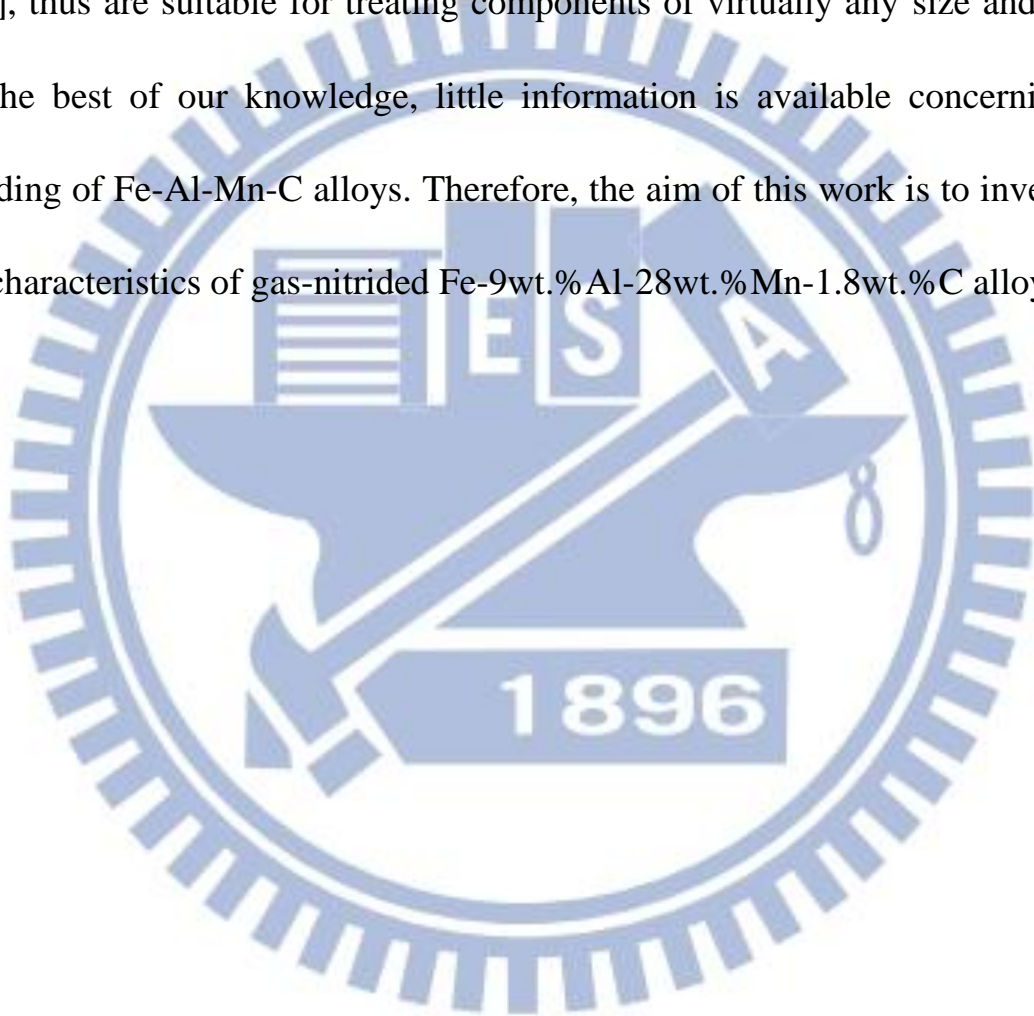 ], thus are suitable for treating components of virtually any size and
he best of our knowledge, little information is available concerni
ding of Fe-Al-Mn-C alloys. Therefore, the aim of this work is to inve
characteristics of gas-nitrided Fe-9wt.%Al-28wt.%Mn-1.8wt.%C alloy
E S A
8
1896